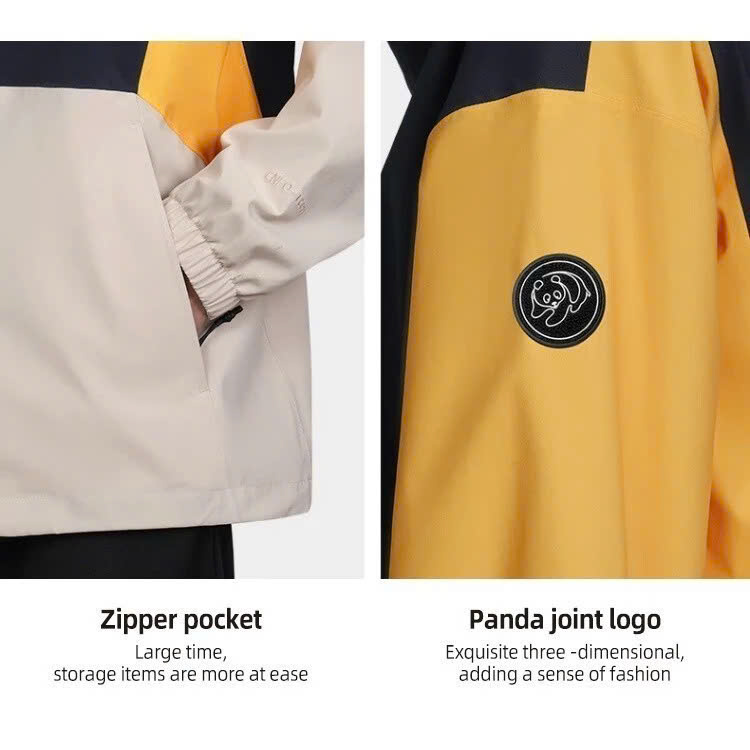 Zipper pocket
Large time,
storage items are more at ease
Panda joint logo
Exquisite three -dimensional,
adding a sense of fashion